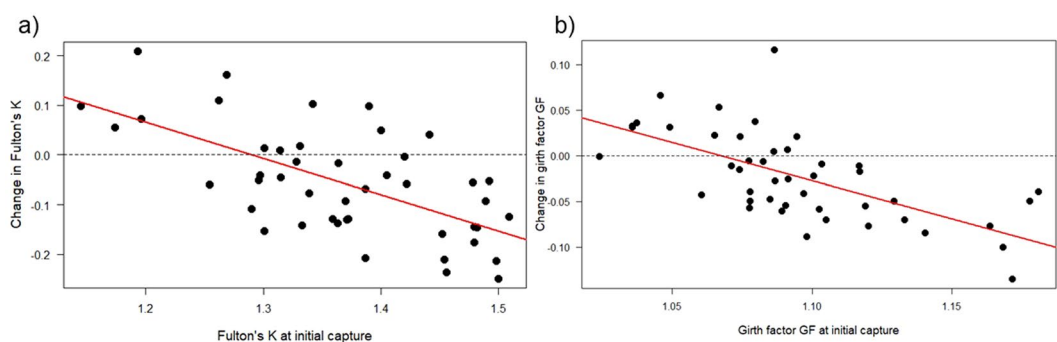 a)
Change in Fulton's K
0.2
0.1
0.0
-0.1
-0.2
1.2 1.3 1.4 1.5
Fulton's K at initial capture
b)
Change in girth factor GF
0.10
0.05
0.00
-0.05
-0.10
1.05 1.10 1.15
Girth factor GF at initial capture